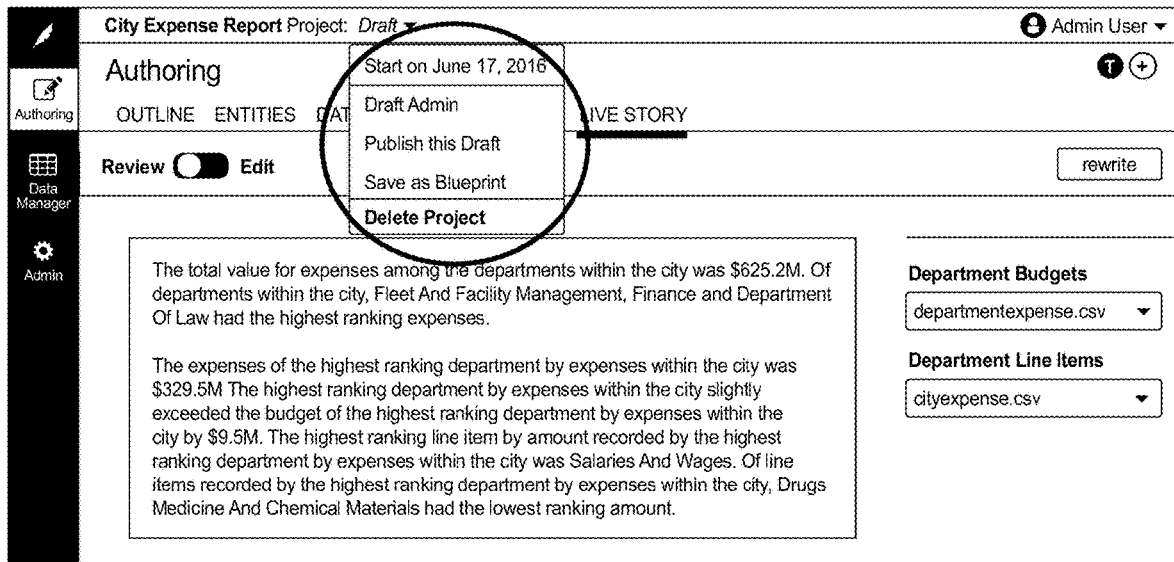 City Expense Report Project: Draft
Admin User
Authoring
Start on June 17, 2016
T +
Authoring
OUTLINE ENTITIES DAT LIVE STORY
Draft Admin
Publish this Draft
Review Edit
rewrite
Data
Manager
Save as Blueprint
Delete Project
Admin
The total value for expenses among the departments within the city was $625.2M. Of
departments within the city, Fleet And Facility Management, Finance and Department
Of Law had the highest ranking expenses.
The expenses of the highest ranking department by expenses within the city was
$329.5M The highest ranking department by expenses within the city slightly
exceeded the budget of the highest ranking department by expenses within the
city by $9.5M. The highest ranking line item by amount recorded by the highest
ranking department by expenses within the city was Salaries And Wages. Of line
items recorded by the highest ranking department by expenses within the city, Drugs
Medicine And Chemical Materials had the lowest ranking amount.
Department Budgets
departmentexpense.csv
Department Line Items
cityexpense.csv